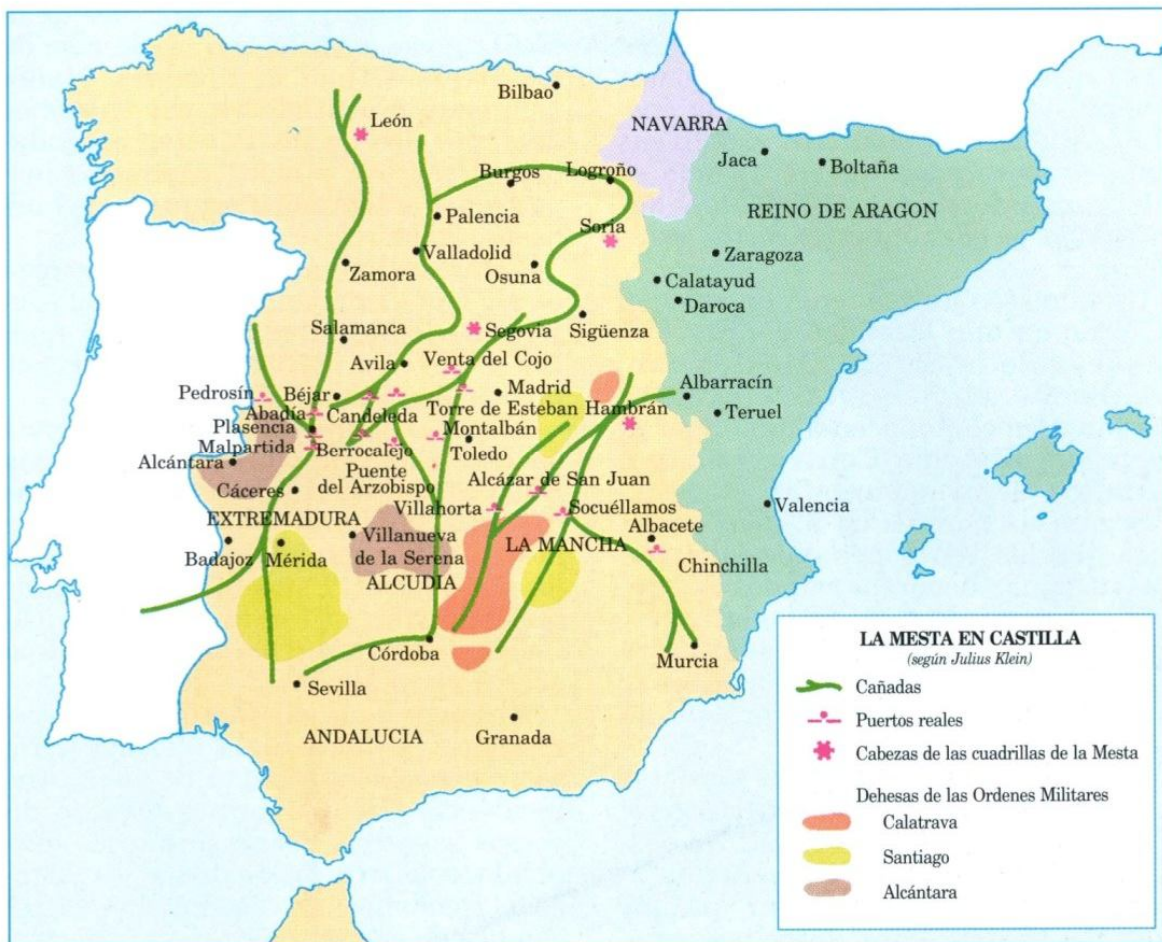 Bilbao
León
NAVARRA
Jaca
Boltaña
Burgos
Logroño
REINO DE ARAGON
Palencia
Soria
Valladolid
Zaragoza
Zamora
Osuna
Calatayud
Daroca
Salamanca
Segovia
Sigüenza
Avila
Venta del Cojo
Pedrosín
Béjar
Madrid
Albarracín
Abadía
Candeleda
Torre de Esteban Hambrán
Teruel
Plasencia
Montalbán
Malpartida
Berrocalejo
Toledo
Alcántara
Puente
del Arzobispo
Alcázar de San Juan
Cáceres
Villahorta
Socuéllamos
Valencia
EXTREMADURA
Albacete
Badajoz
Mérida
Villanueva
de la Serena
LA MANCHA
Chinchilla
ALCUDIA
Córdoba
Murcia
Sevilla
ANDALUCIA
Granada
LA MESTA EN CASTILLA
(según Julius Klein)
Cañadas
Puertos reales
Cabezas de las cuadrillas de la Mesta
Dehesas de las Ordenes Militares
Calatrava
Santiago
Alcántara